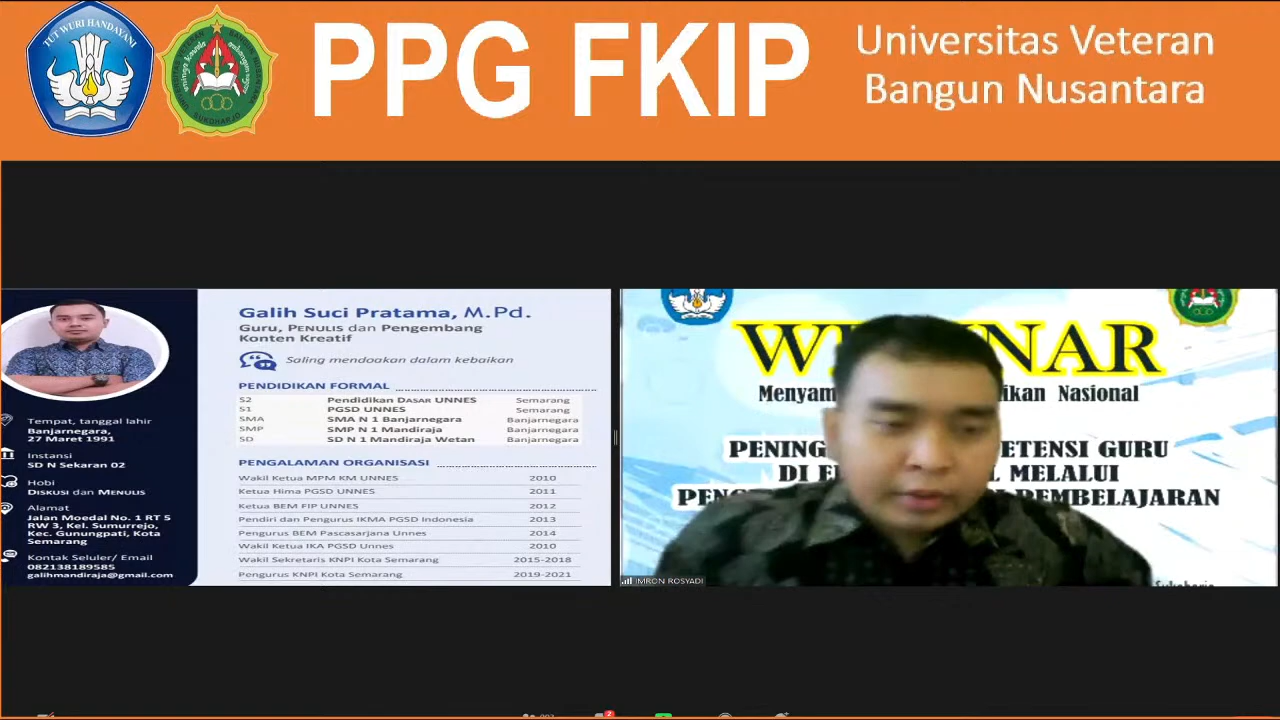 TUT WURI HANDAYANI
SUKOHARJO
PPG FKIP
Universitas Veteran
Bangun Nusantara
Galih Suci Pratama, M.Pd.
Guru, PENULIS dan Pengembang
Konten Kreatif
Saling mendoakan dalam kebaikan
PENDIDIKAN FORMAL
S2 Pendidikan DASAR UNNES Semarang
S1 PGSD UNNES Semarang
SMA SMA N 1 Banjarnegara Banjarnegara
SMP SMP N 1 Mandiraja Banjarnegara
SD SD N 1 Mandiraja Wetan Banjarnegara
PENGALAMAN ORGANISASI
Wakil Ketua MPM KM UNNES 2010
Ketua Hima PGSD UNNES 2011
Ketua BEM FIP UNNES 2012
Pendiri dan Pengurus IKMA PGSD Indonesia 2013
Pengurus BEM Pascasarjana Unnes 2014
Wakil Ketua IKA PGSD Unnes 2010
Wakil Sekretaris KNPI Kota Semarang 2015-2018
Pengurus KNPI Kota Semarang 2019-2021
Tempat, tanggal lahir
Banjarnegara,
27 Maret 1991
Instansi
SD N Sekaran 02
Hobi
DISKUSI dan MENULIS
Alamat
Jalan Moedal No. 1 RT 5
RW 3, Kel. Sumurrejo,
Kec. Gunungpati, Kota
Semarang
Kontak Seluler/ Email
082138189585
galihmandiraja@gmail.com
W NAR
Menyam dikan Nasional
PENING ETENSI GURU
DI E L MELALUI
PENG PEMBELAJARAN
Sukoharjo
IMRON ROSYADI
2